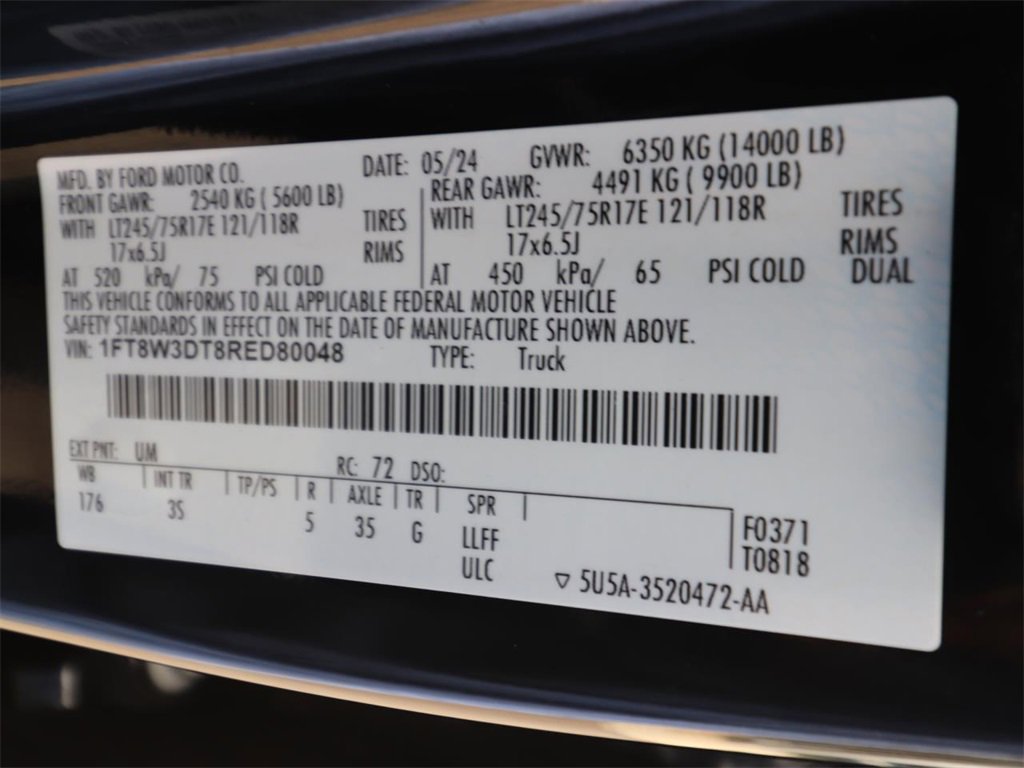 MFD. BY FORD MOTOR CO. DATE: 05/24 GVWR: 6350 KG (14000 LB)
FRONT GAWR: 2540 KG ( 5600 LB) REAR GAWR: 4491 KG ( 9900 LB)
WITH LT245/75R17E 121/118R TIRES WITH LT245/75R17E 121/118R TIRES
17x6.5J RIMS 17x6.5J RIMS
AT 520 kPa/ 75 PSI COLD AT 450 kPa/ 65 PSI COLD DUAL
THIS VEHICLE CONFORMS TO ALL APPLICABLE FEDERAL MOTOR VEHICLE
SAFETY STANDARDS IN EFFECT ON THE DATE OF MANUFACTURE SHOWN ABOVE.
VIN: 1FT8W3DT8RED80048 TYPE: Truck
EXT PNT: UM RC: 72 DSO:
WB INT TR TP/PS R AXLE TR SPR
176 3S 5 35 G LLFF F0371
ULC T0818
▽ 5U5A-3520472-AA